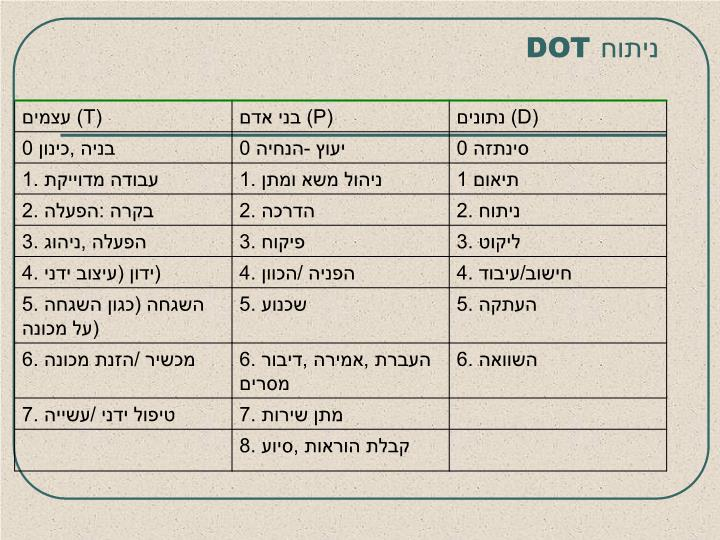 ניתוח DOT
נתונים (D)
בני אדם (P)
עצמים (T)
סינתזה 0
יעוץ -הנחיה 0
בניה ,כינון 0
תיאום 1
1. ניהול משא ומתן
1. עבודה מדוייקת
2. ניתוח
2. הדרכה
2. בקרה :הפעלה
3. ליקוט
3. פיקוח
3. הפעלה ,ניהוג
4. חישוב/עיבוד
4. הפניה /הכוון
4. ידון (עיצוב ידני)
5. העתקה
5. שכנוע
5. השגחה (כגון השגחה
על מכונה)
6. השוואה
6. העברת ,אמירה ,דיבור
מסרים
6. מכשיר /הזנת מכונה
7. מתן שירות
7. טיפול ידני /עשייה
8. קבלת הוראות ,סיוע